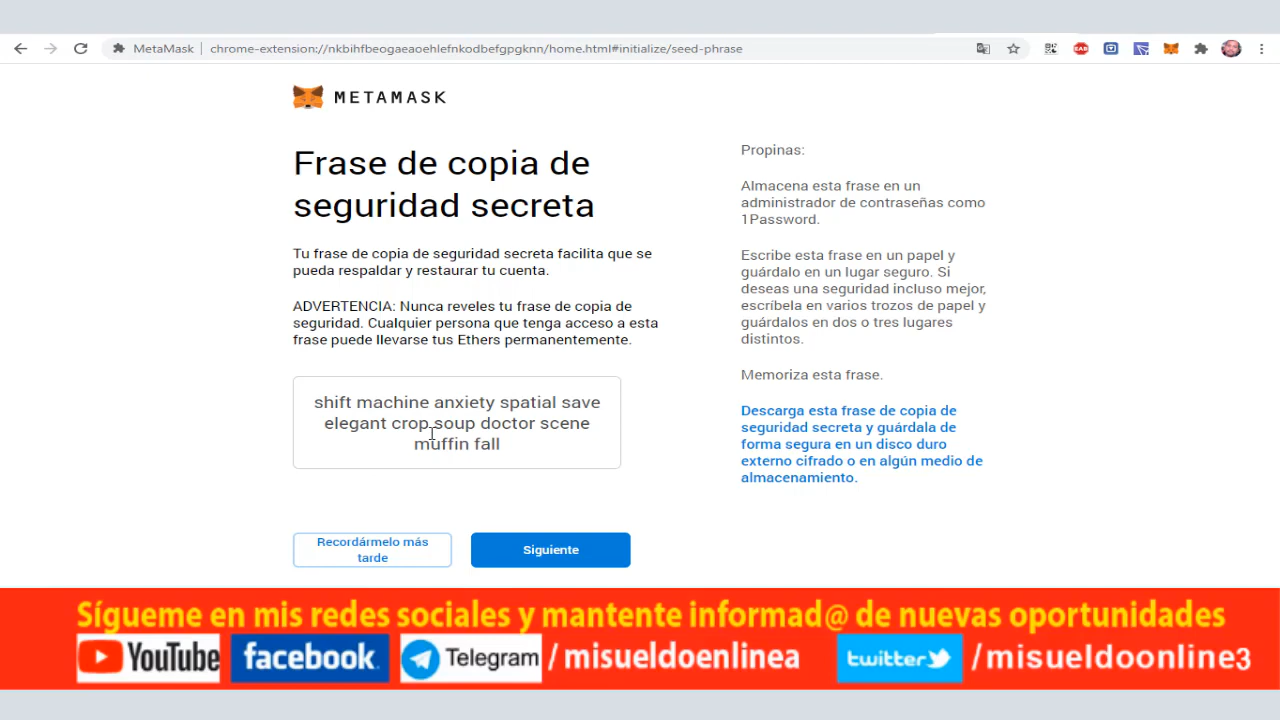 MetaMask | chrome-extension://nkbihfbeogaeaoehlefnkodbefgpgknn/home.html#initialize/seed-phrase
METAMASK
Frase de copia de
seguridad secreta
Tu frase de copia de seguridad secreta facilita que se
pueda respaldar y restaurar tu cuenta.
ADVERTENCIA: Nunca reveles tu frase de copia de
seguridad. Cualquier persona que tenga acceso a esta
frase puede llevarse tus Ethers permanentemente.
shift machine anxiety spatial save
elegant crop soup doctor scene
muffin fall
Recordármelo más
tarde
Siguiente
Propinas:
Almacena esta frase en un
administrador de contraseñas como
1Password.
Escribe esta frase en un papel y
guárdalo en un lugar seguro. Si
deseas una seguridad incluso mejor,
escríbela en varios trozos de papel y
guárdalos en dos o tres lugares
distintos.
Memoriza esta frase.
Descarga esta frase de copia de
seguridad secreta y guárdala de
forma segura en un disco duro
externo cifrado o en algún medio de
almacenamiento.
Sígueme en mis redes sociales y mantente informad@ de nuevas oportunidades
YouTube facebook. Telegram / misueldoenlinea twitter /misueldoonline3